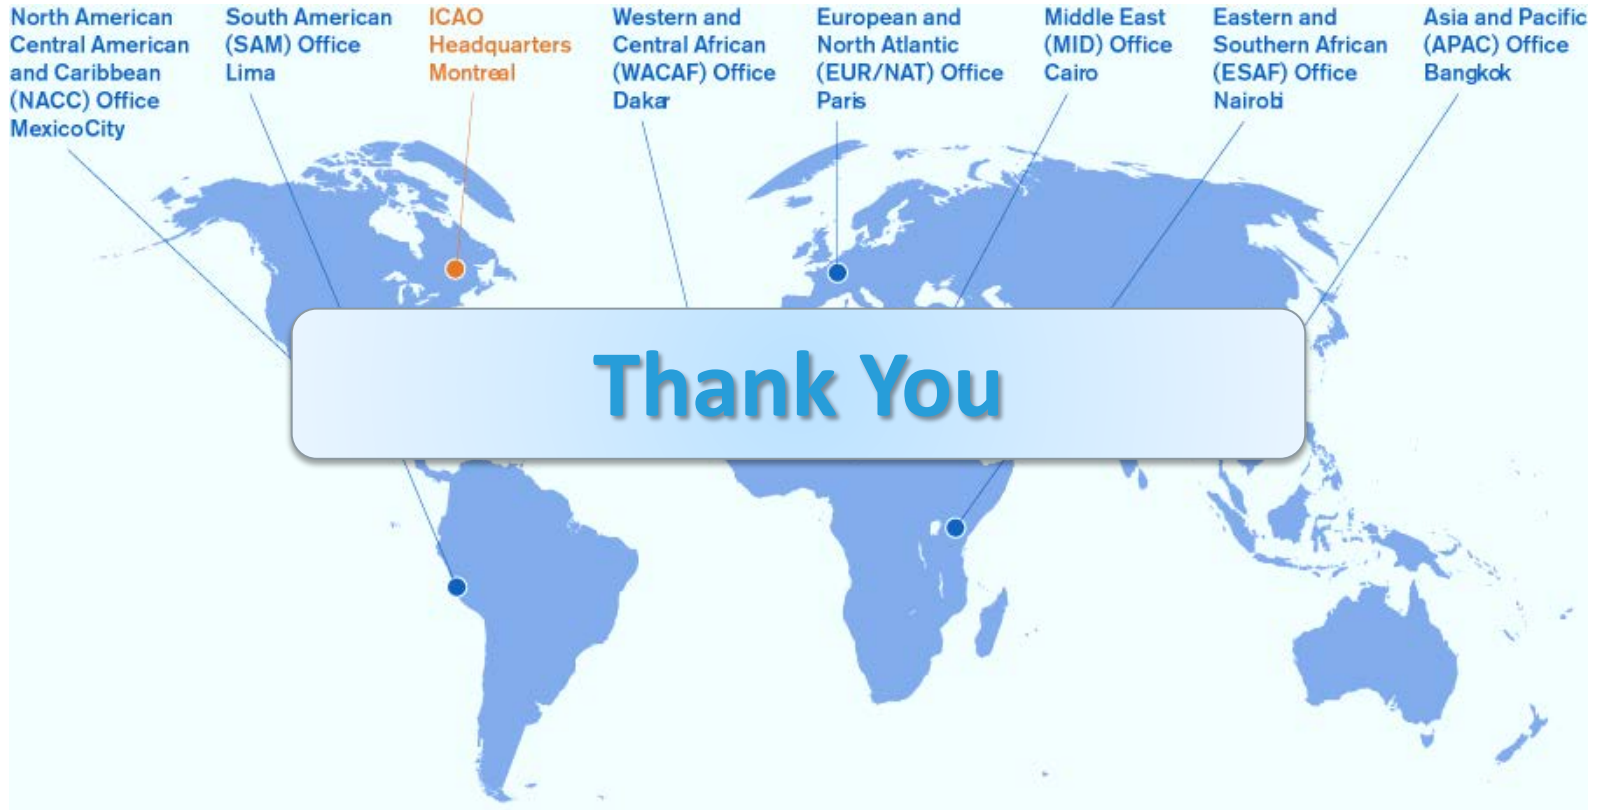 North American
Central American
and Caribbean
(NACC) Office
MexicoCity
South American
(SAM) Office
Lima
ICAO
Headquarters
Montreal
Western and
Central African
(WACAF) Office
Dakar
European and
North Atlantic
(EUR/NAT) Office
Paris
Middle East
(MID) Office
Cairo
Eastern and
Southern African
(ESAF) Office
Nairobi
Asia and Pacific
(APAC) Office
Bangkok
Thank You